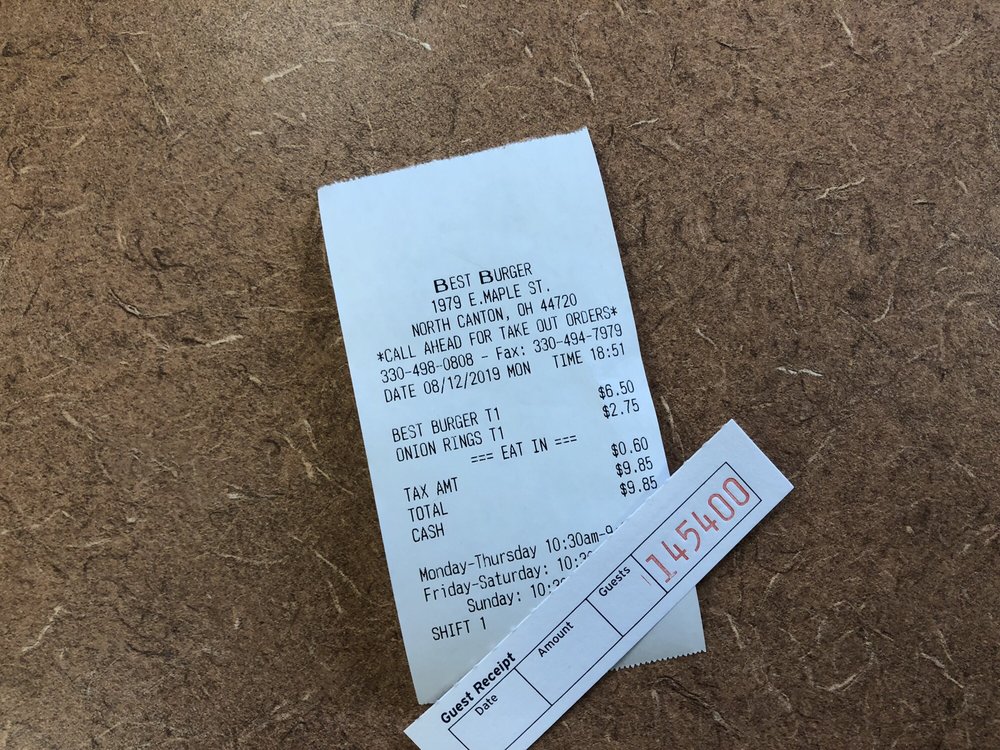 BEST BURGER
1979 E.MAPLE ST.
NORTH CANTON, OH 44720
*CALL AHEAD FOR TAKE OUT ORDERS*
330-498-0808 - Fax: 330-494-7979
DATE 08/12/2019 MON TIME 18:51
BEST BURGER T1 $6.50
ONION RINGS T1 $2.75
=== EAT IN ===
TAX AMT $0.60
TOTAL $9.85
CASH $9.85
Monday-Thursday 10:30am-9
Friday-Saturday:
Sunday:
SHIFT 1
Guest Receipt
Date
Amount
Guests
145400